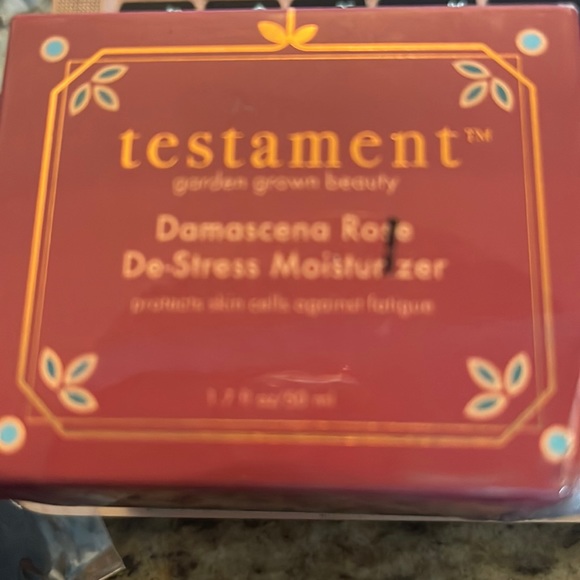 testament™
garden grown beauty
Damascena Rose
De-Stress Moisturizer
protects skin cells against fatigue
1.7 fl oz/50 ml